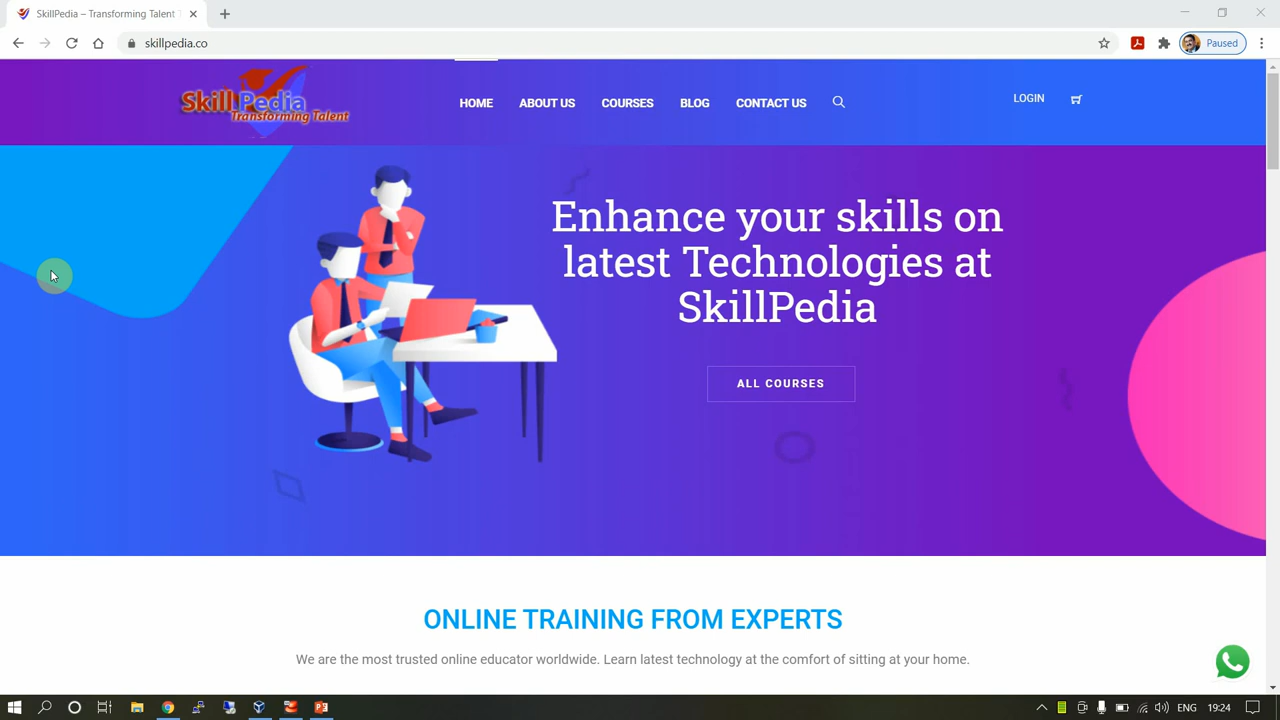 SkillPedia – Transforming Talent
skillpedia.co
Paused
SkillPedia
Transforming Talent
HOME
ABOUT US
COURSES
BLOG
CONTACT US
LOGIN
Enhance your skills on
latest Technologies at
SkillPedia
ALL COURSES
ONLINE TRAINING FROM EXPERTS
We are the most trusted online educator worldwide. Learn latest technology at the comfort of sitting at your home.
ENG
19:24